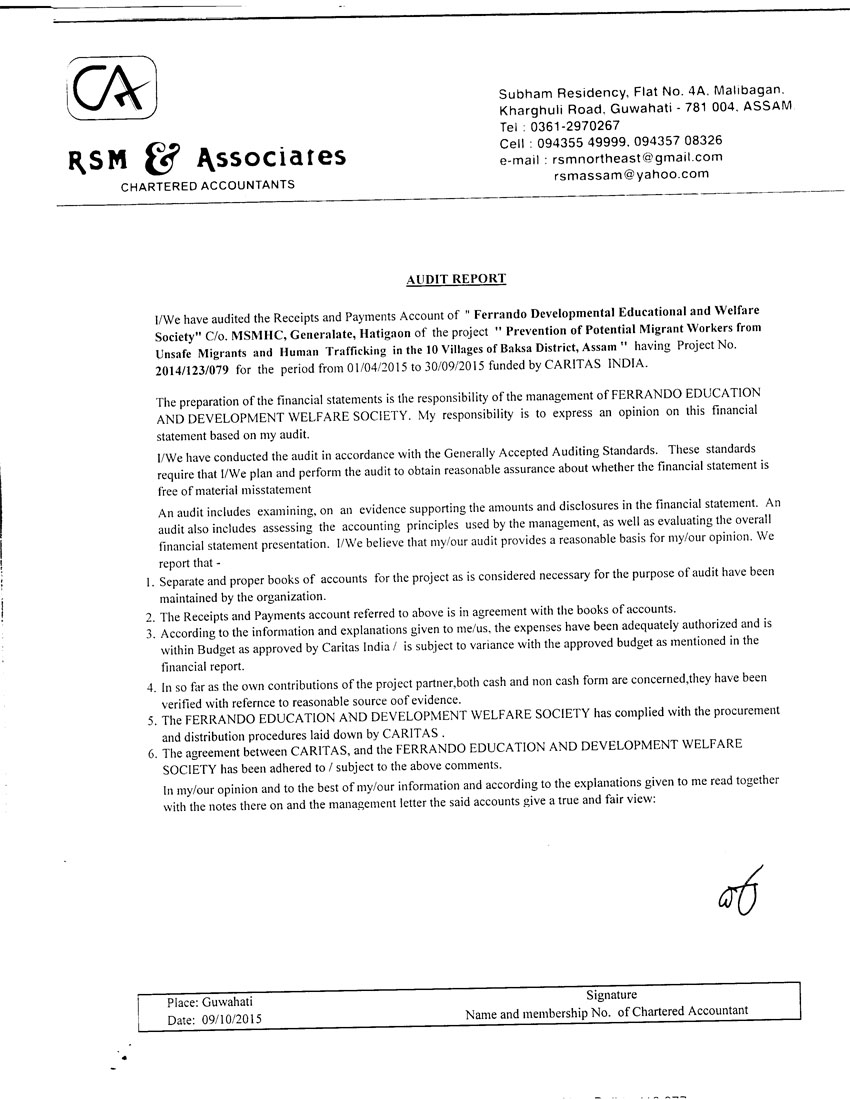 CA
RSM & Associates
CHARTERED ACCOUNTANTS
Subham Residency, Flat No. 4A, Malibagan,
Kharghuli Road, Guwahati - 781 004, ASSAM
Tel : 0361-2970267
Cell : 094355 49999, 094357 08326
e-mail : rsmnortheast@gmail.com
rsmassam@yahoo.com
AUDIT REPORT
I/We have audited the Receipts and Payments Account of " Ferrando Developmental Educational and Welfare
Society" C/o. MSMHC, Generalate, Hatigaon of the project " Prevention of Potential Migrant Workers from
Unsafe Migrants and Human Trafficking in the 10 Villages of Baksa District, Assam " having Project No.
2014/123/079 for the period from 01/04/2015 to 30/09/2015 funded by CARITAS INDIA.
The preparation of the financial statements is the responsibility of the management of FERRANDO EDUCATION
AND DEVELOPMENT WELFARE SOCIETY. My responsibility is to express an opinion on this financial
statement based on my audit.
I/We have conducted the audit in accordance with the Generally Accepted Auditing Standards. These standards
require that I/We plan and perform the audit to obtain reasonable assurance about whether the financial statement is
free of material misstatement
An audit includes examining, on an evidence supporting the amounts and disclosures in the financial statement. An
audit also includes assessing the accounting principles used by the management, as well as evaluating the overall
financial statement presentation. I/We believe that my/our audit provides a reasonable basis for my/our opinion. We
report that -
1. Separate and proper books of accounts for the project as is considered necessary for the purpose of audit have been
maintained by the organization.
2. The Receipts and Payments account referred to above is in agreement with the books of accounts.
3. According to the information and explanations given to me/us, the expenses have been adequately authorized and is
within Budget as approved by Caritas India / is subject to variance with the approved budget as mentioned in the
financial report.
4. In so far as the own contributions of the project partner,both cash and non cash form are concerned,they have been
verified with refernce to reasonable source oof evidence.
5. The FERRANDO EDUCATION AND DEVELOPMENT WELFARE SOCIETY has complied with the procurement
and distribution procedures laid down by CARITAS .
6. The agreement between CARITAS, and the FERRANDO EDUCATION AND DEVELOPMENT WELFARE
SOCIETY has been adhered to / subject to the above comments.
In my/our opinion and to the best of my/our information and according to the explanations given to me read together
with the notes there on and the management letter the said accounts give a true and fair view:
Place: Guwahati
Date: 09/10/2015
Signature
Name and membership No. of Chartered Accountant